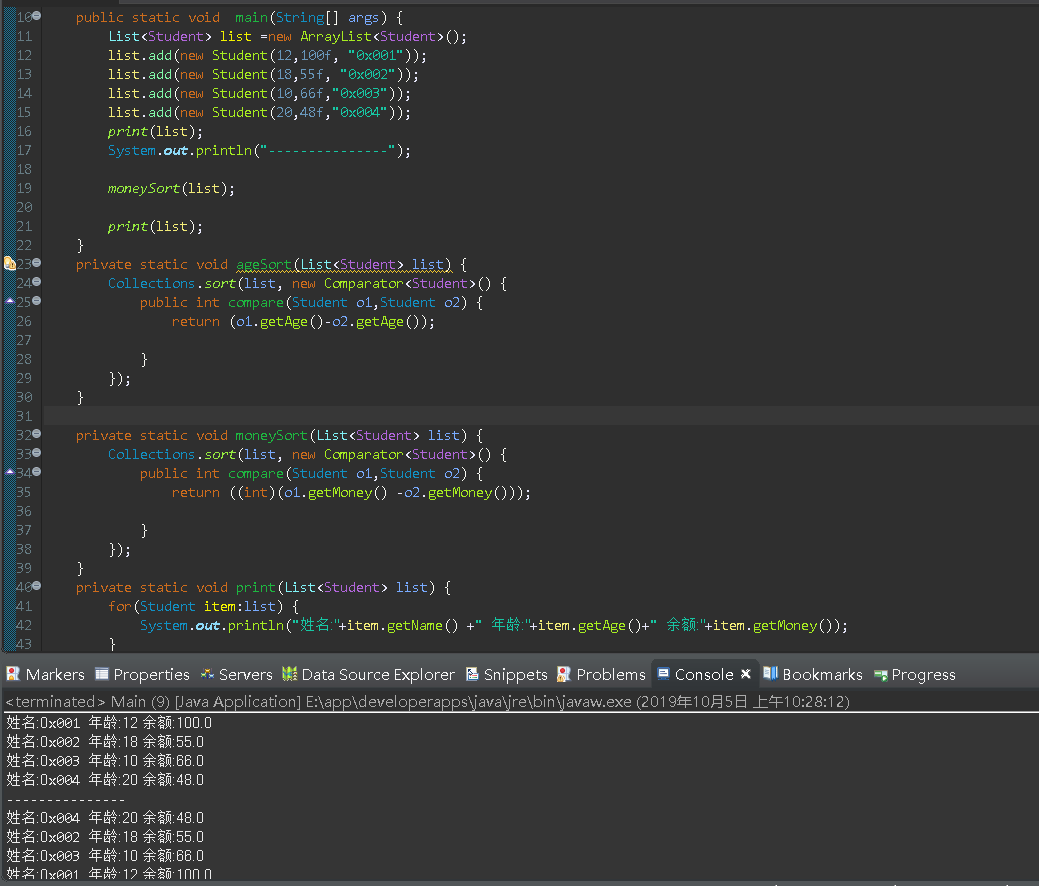 10 public static void  main(String[] args) {
11 List<Student> list =new ArrayList<Student>();
12 list.add(new Student(12,100f, "0x001"));
13 list.add(new Student(18,55f, "0x002"));
14 list.add(new Student(10,66f,"0x003"));
15 list.add(new Student(20,48f,"0x004"));
16 print(list);
17 System.out.println("---------------");
18
19 moneySort(list);
20
21 print(list);
22 }
23 private static void ageSort(List<Student> list) {
24 Collections.sort(list, new Comparator<Student>() {
25 public int compare(Student o1,Student o2) {
26 return (o1.getAge()-o2.getAge());
27
28 }
29 });
30 }
31
32 private static void moneySort(List<Student> list) {
33 Collections.sort(list, new Comparator<Student>() {
34 public int compare(Student o1,Student o2) {
35 return ((int)(o1.getMoney() -o2.getMoney()));
36
37 }
38 });
39 }
40 private static void print(List<Student> list) {
41 for(Student item:list) {
42 System.out.println("姓名:"+item.getName() +" 年龄:"+item.getAge()+" 余额:"+item.getMoney());
43 }
Markers Properties Servers Data Source Explorer Snippets Problems Console Bookmarks Progress
<terminated> Main (9) [Java Application] E:\app\developerapps\java\jre\bin\javaw.exe (2019年10月5日 上午10:28:12)
姓名:0x001 年龄:12 余额:100.0
姓名:0x002 年龄:18 余额:55.0
姓名:0x003 年龄:10 余额:66.0
姓名:0x004 年龄:20 余额:48.0
---------------
姓名:0x004 年龄:20 余额:48.0
姓名:0x002 年龄:18 余额:55.0
姓名:0x003 年龄:10 余额:66.0
姓名:0x001 年龄:12 余额:100.0